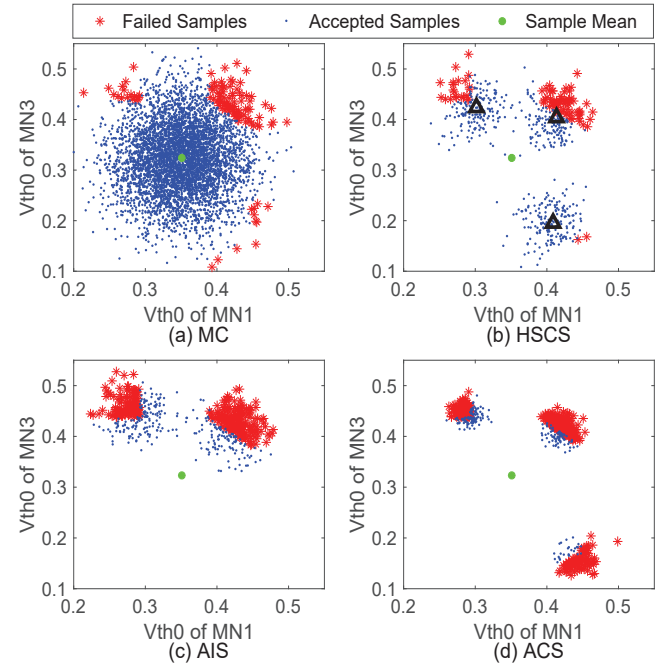 Failed Samples Accepted Samples Sample Mean
0.5
0.4
0.3
0.2
0.1
Vth0 of MN3
0.2 0.3 0.4 0.5
Vth0 of MN1
(a) MC
0.5
0.4
0.3
0.2
0.1
Vth0 of MN3
0.2 0.3 0.4 0.5
Vth0 of MN1
(b) HSCS
0.5
0.4
0.3
0.2
0.1
Vth0 of MN3
0.2 0.3 0.4 0.5
Vth0 of MN1
(c) AIS
0.5
0.4
0.3
0.2
0.1
Vth0 of MN3
0.2 0.3 0.4 0.5
Vth0 of MN1
(d) ACS